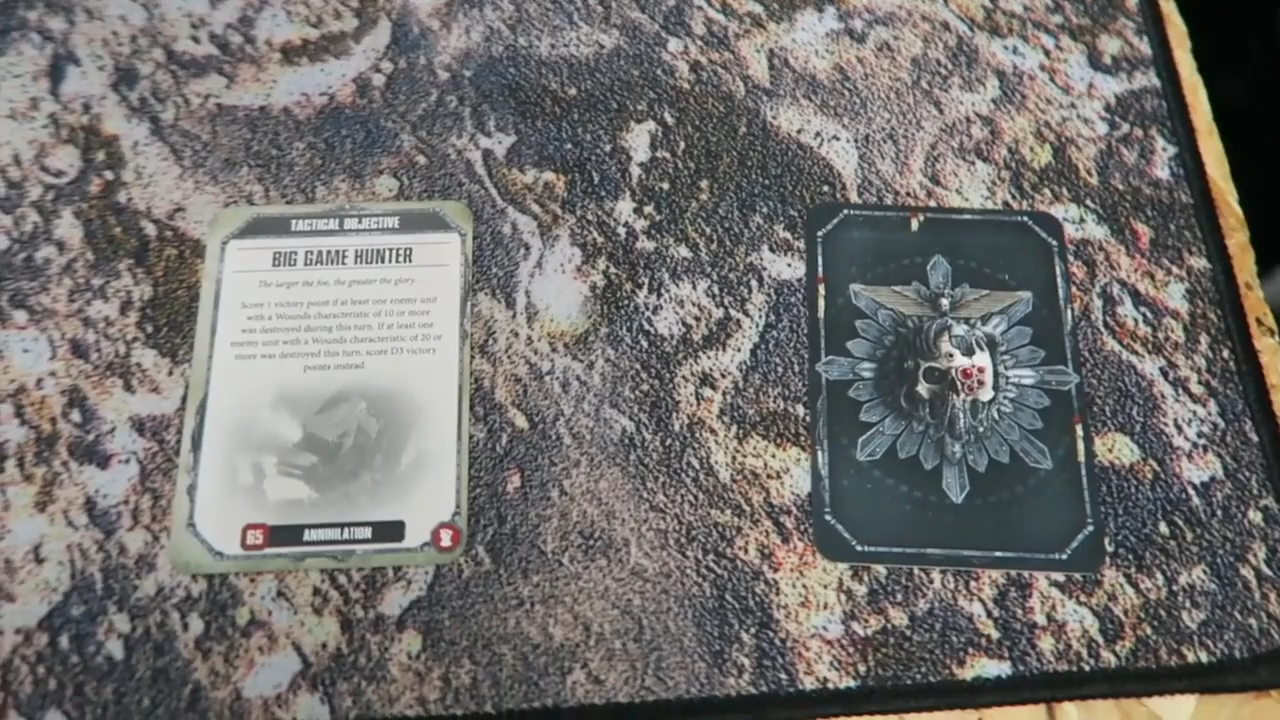 TACTICAL OBJECTIVE
BIG GAME HUNTER
The larger the foe, the greater the glory...
Score 1 victory point if at least one enemy unit
with a Wounds characteristic of 10 or more
was destroyed during this turn. If at least one
enemy unit with a Wounds characteristic of 20 or
more was destroyed this turn, score D3 victory
points instead.
65 ANNIHILATION